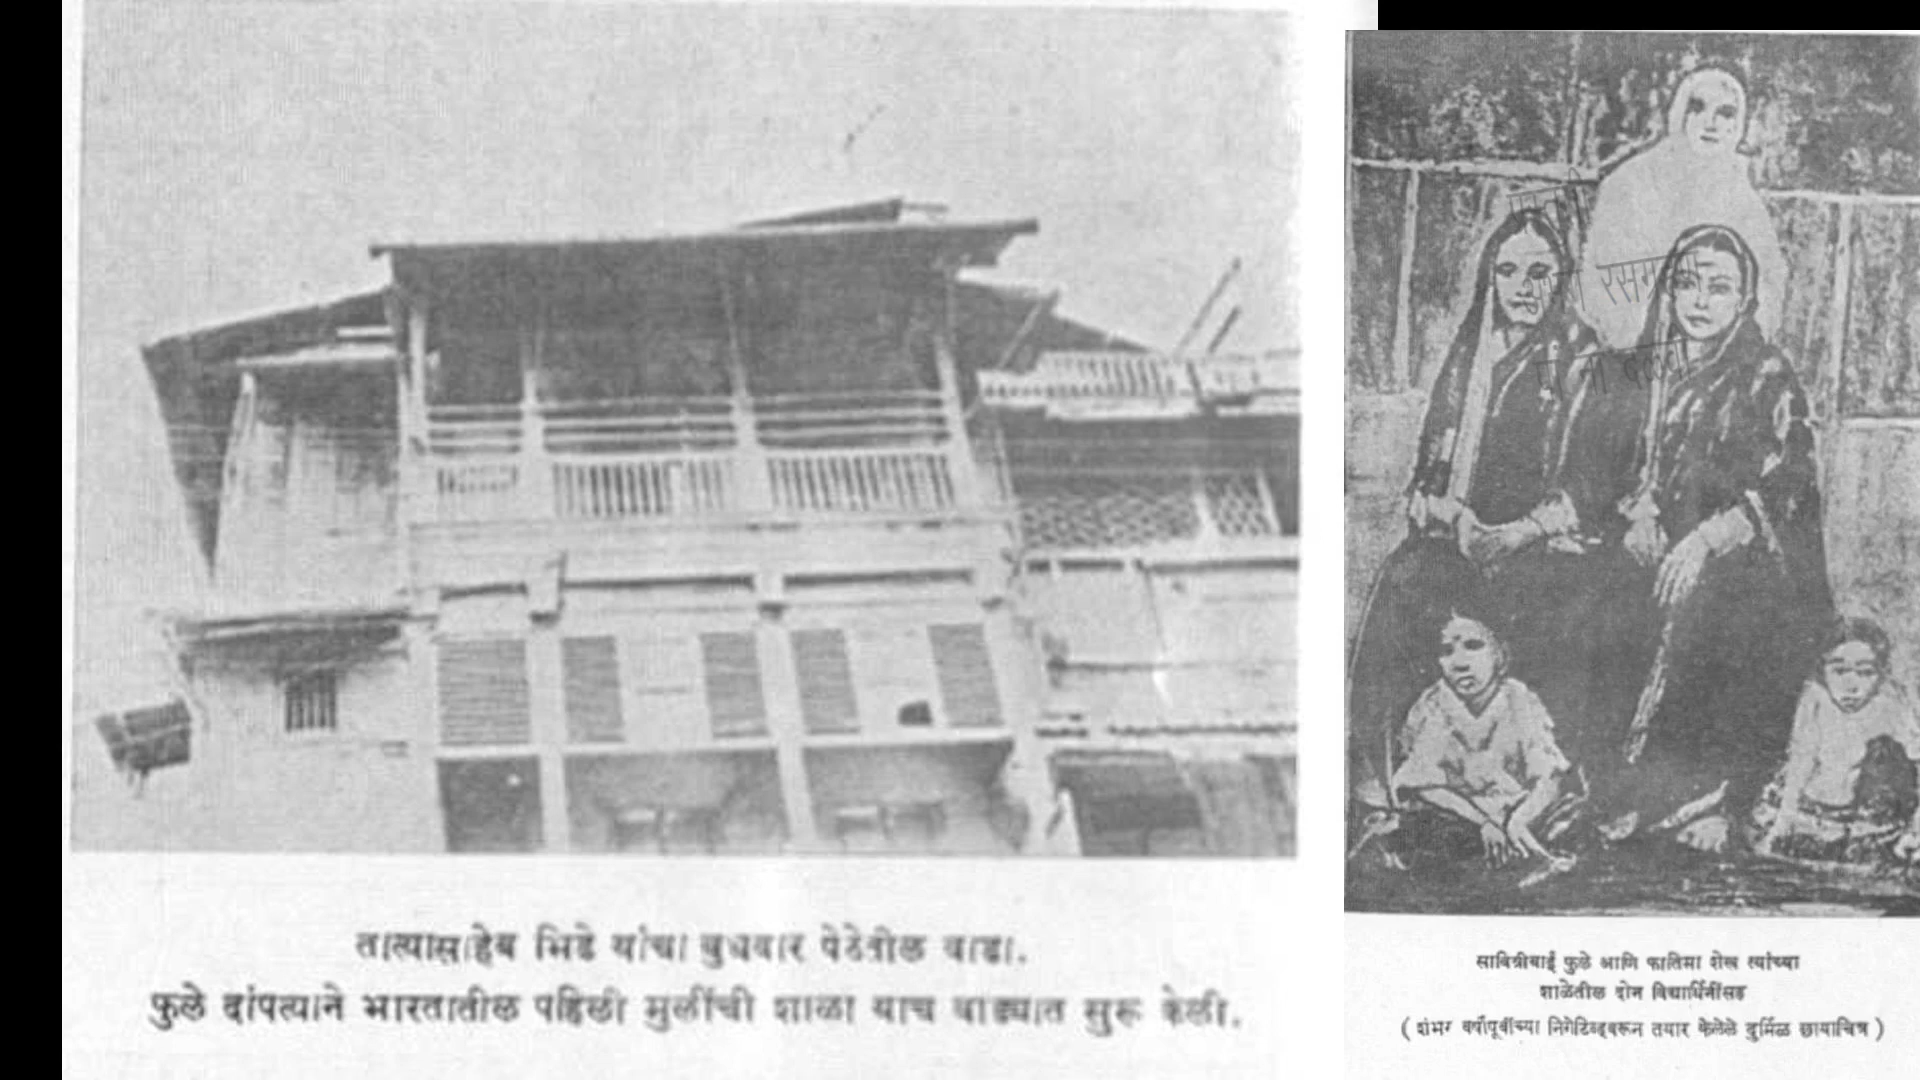 तात्यासाहेब भिडे यांचा बुधवार पेठेतील वाडा.
फुले दांपत्याने भारतातील पहिली मुलींची शाळा याच वाड्यात सुरू केली.
सावित्रीबाई फुले आणि फातिमा शेख त्यांच्या
शाळेतील दोन विद्यार्थिनींसह
( शंभर वर्षांपूर्वीच्या निगेटिव्हवरून तयार केलेले दुर्मिळ छायाचित्र )